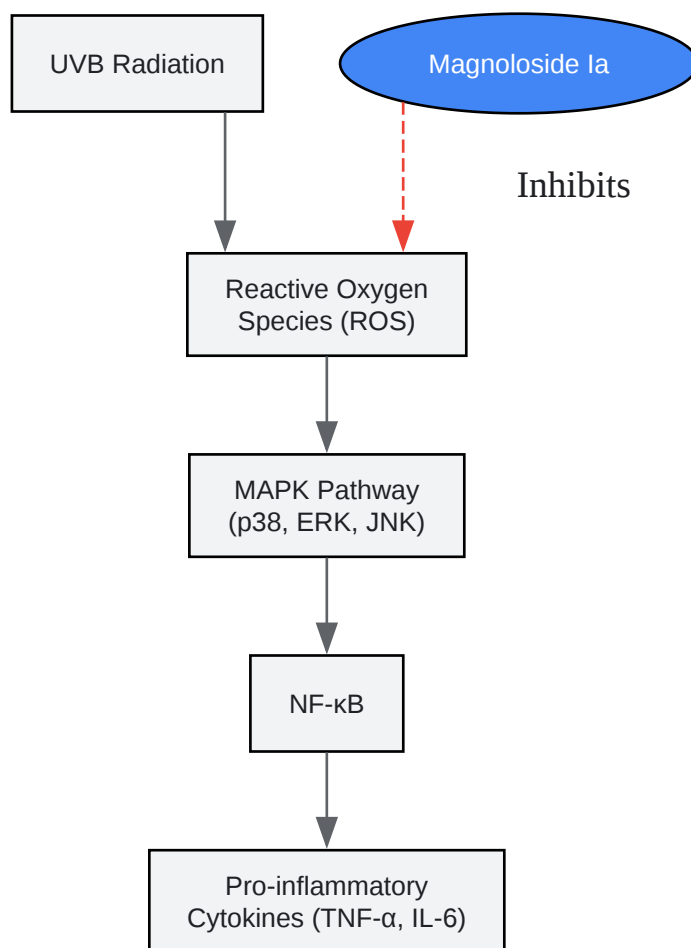 UVB Radiation
Magnoloside Ia
Inhibits
Reactive Oxygen
Species (ROS)
MAPK Pathway
(p38, ERK, JNK)
NF-κB
Pro-inflammatory
Cytokines (TNF-α, IL-6)